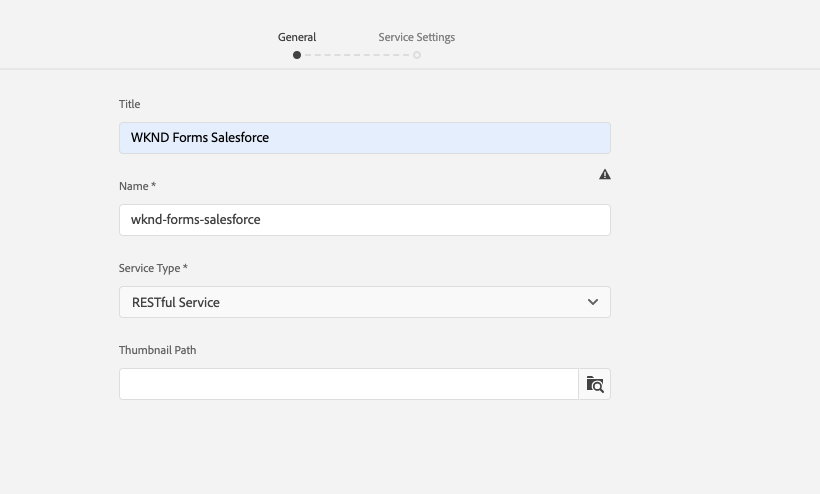 General
Service Settings
Title
WKND Forms Salesforce
Name *
wknd-forms-salesforce
Service Type *
RESTful Service
Thumbnail Path